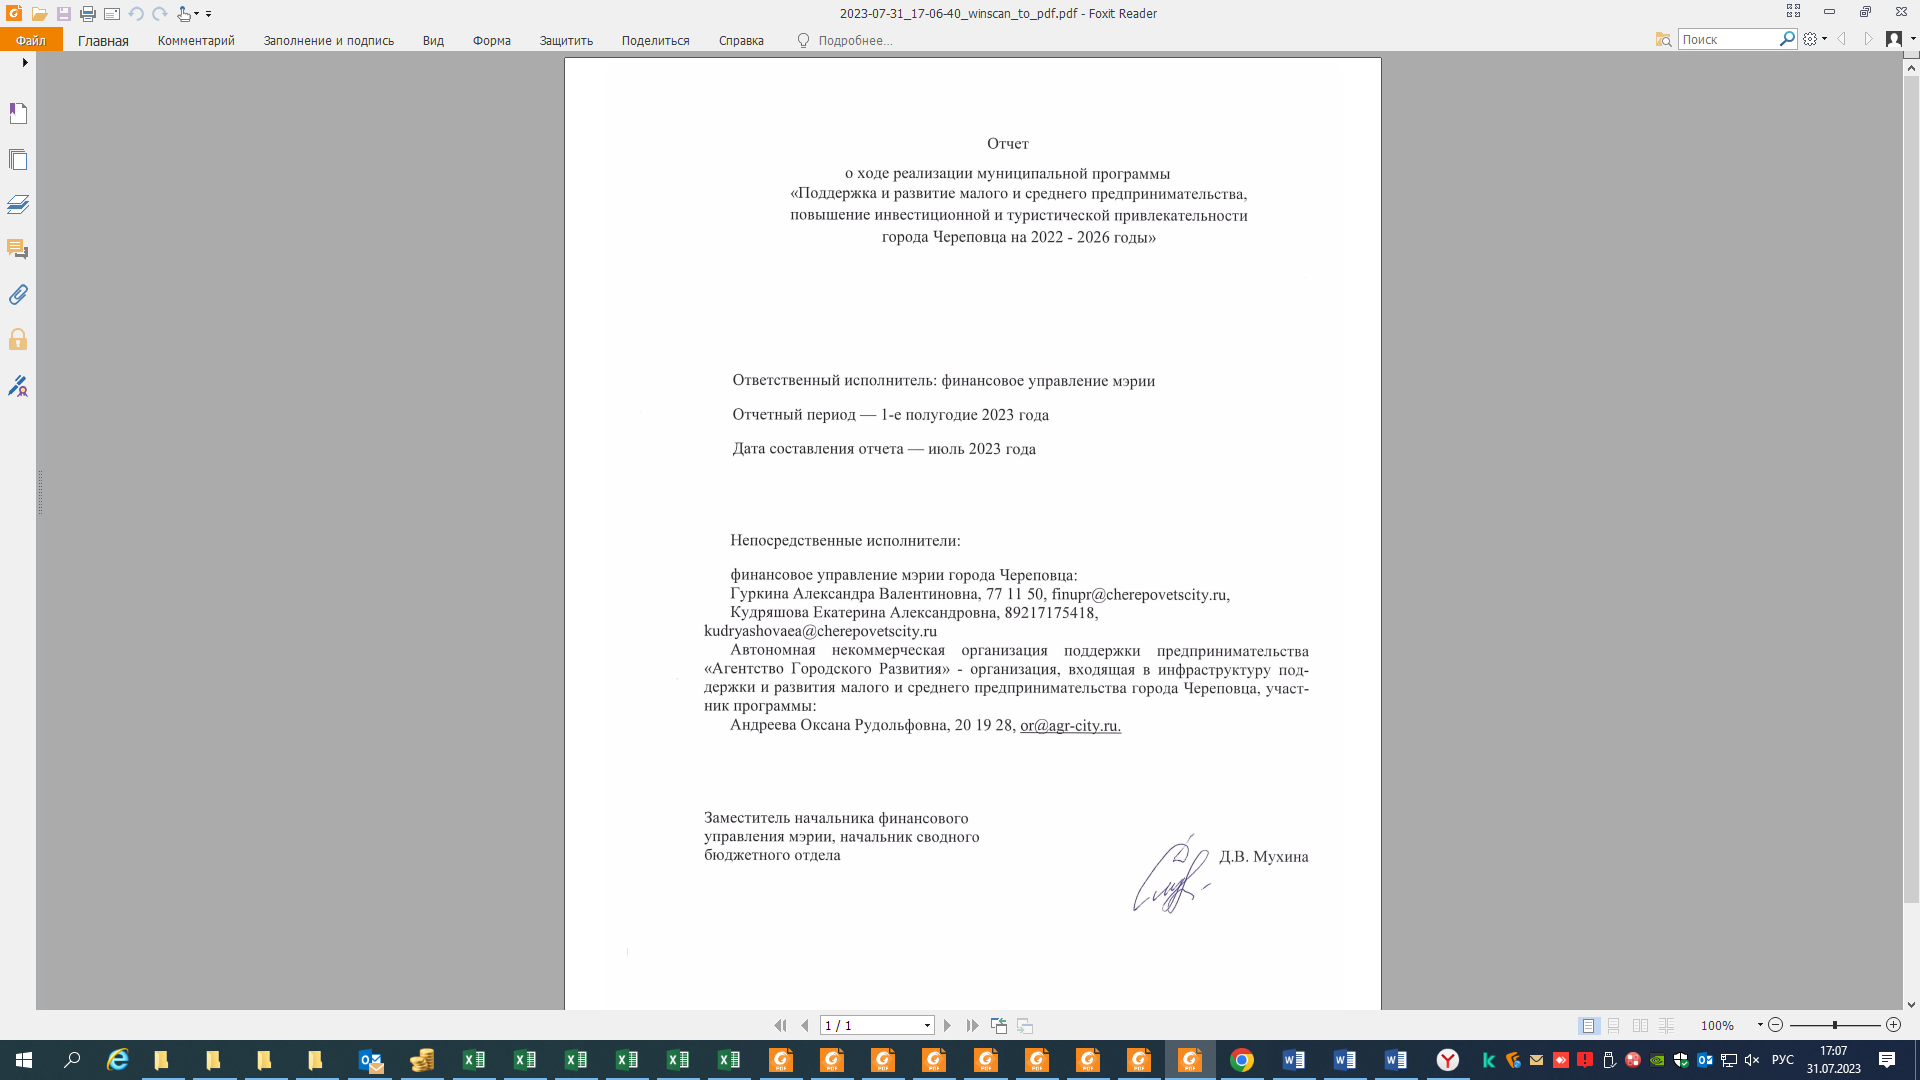 2023-07-31_17-06-40_winscan_to_pdf.pdf - Foxit Reader
Файл Главная Комментарий Заполнение и подпись Вид Форма Защитить Поделиться Справка Подробнее... Поиск
Отчет
о ходе реализации муниципальной программы
«Поддержка и развитие малого и среднего предпринимательства,
повышение инвестиционной и туристической привлекательности
города Череповца на 2022 - 2026 годы»
Ответственный исполнитель: финансовое управление мэрии
Отчетный период — 1-е полугодие 2023 года
Дата составления отчета — июль 2023 года
Непосредственные исполнители:
финансовое управление мэрии города Череповца:
Гуркина Александра Валентиновна, 77 11 50, finupr@cherepovetscity.ru,
Кудряшова Екатерина Александровна, 89217175418,
kudryashovaea@cherepovetscity.ru
Автономная некоммерческая организация поддержки предпринимательства
«Агентство Городского Развития» - организация, входящая в инфраструктуру под-
держки и развития малого и среднего предпринимательства города Череповца, участ-
ник программы:
Андреева Оксана Рудольфовна, 20 19 28, or@agr-city.ru.
Заместитель начальника финансового
управления мэрии, начальник сводного
бюджетного отдела Д.В. Мухина
1 / 1 100%
РУС 17:07
31.07.2023